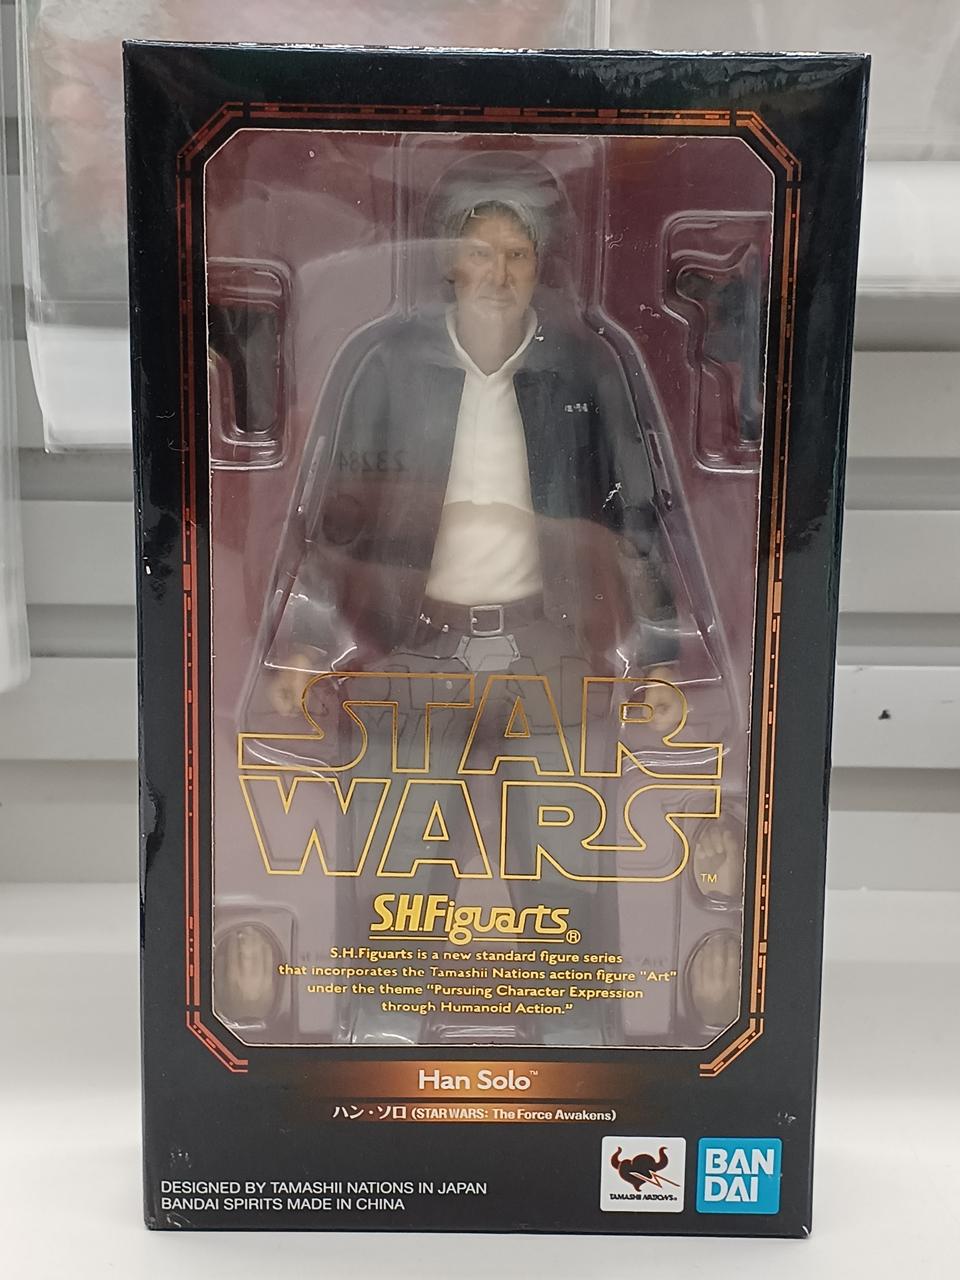 STAR
WARS
TM
S.H.Figuarts®
S.H.Figuarts is a new standard figure series
that incorporates the Tamashii Nations action figure "Art"
under the theme "Pursuing Character Expression
through Humanoid Action."
Han Solo™
ハン・ソロ (STAR WARS: The Force Awakens)
TAMASHII NATIONS®
BAN
DAI
DESIGNED BY TAMASHII NATIONS IN JAPAN
BANDAI SPIRITS MADE IN CHINA